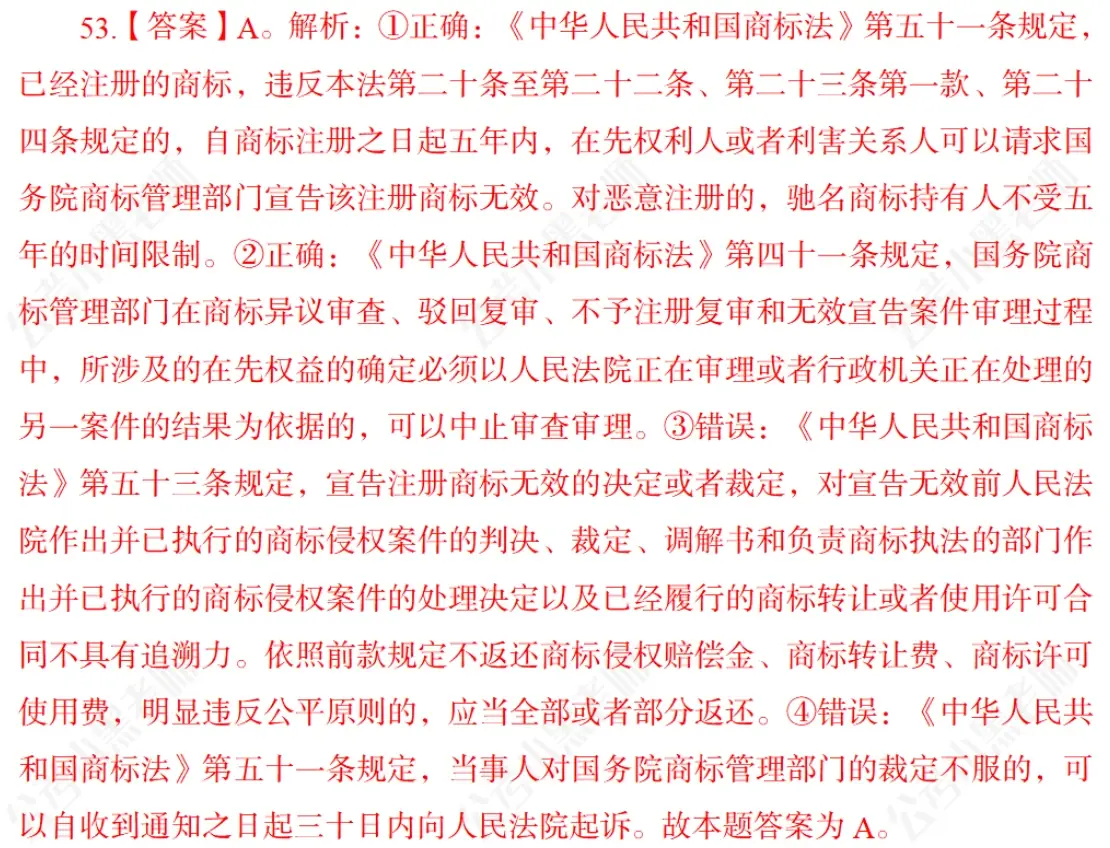 53.【答案】A。解析：①正确：《中华人民共和国商标法》第五十一条规定，
已经注册的商标，违反本法第二十条至第二十二条、第二十三条第一款、第二十
四条规定的，自商标注册之日起五年内，在先权利人或者利害关系人可以请求国
务院商标管理部门宣告该注册商标无效。对恶意注册的，驰名商标持有人不受五
年的时间限制。②正确：《中华人民共和国商标法》第四十一条规定，国务院商
标管理部门在商标异议审查、驳回复审、不予注册复审和无效宣告案件审理过程
中，所涉及的在先权益的确定必须以人民法院正在审理或者行政机关正在处理的
另一案件的结果为依据的，可以中止审查审理。③错误：《中华人民共和国商标
法》第五十三条规定，宣告注册商标无效的决定或者裁定，对宣告无效前人民法
院作出并已执行的商标侵权案件的判决、裁定、调解书和负责商标执法的部门作
出并已执行的商标侵权案件的处理决定以及已经履行的商标转让或者使用许可合
同不具有追溯力。依照前款规定不返还商标侵权赔偿金、商标转让费、商标许可
使用费，明显违反公平原则的，应当全部或者部分返还。④错误：《中华人民共
和国商标法》第五十一条规定，当事人对国务院商标管理部门的裁定不服的，可
以自收到通知之日起三十日内向人民法院起诉。故本题答案为 A。